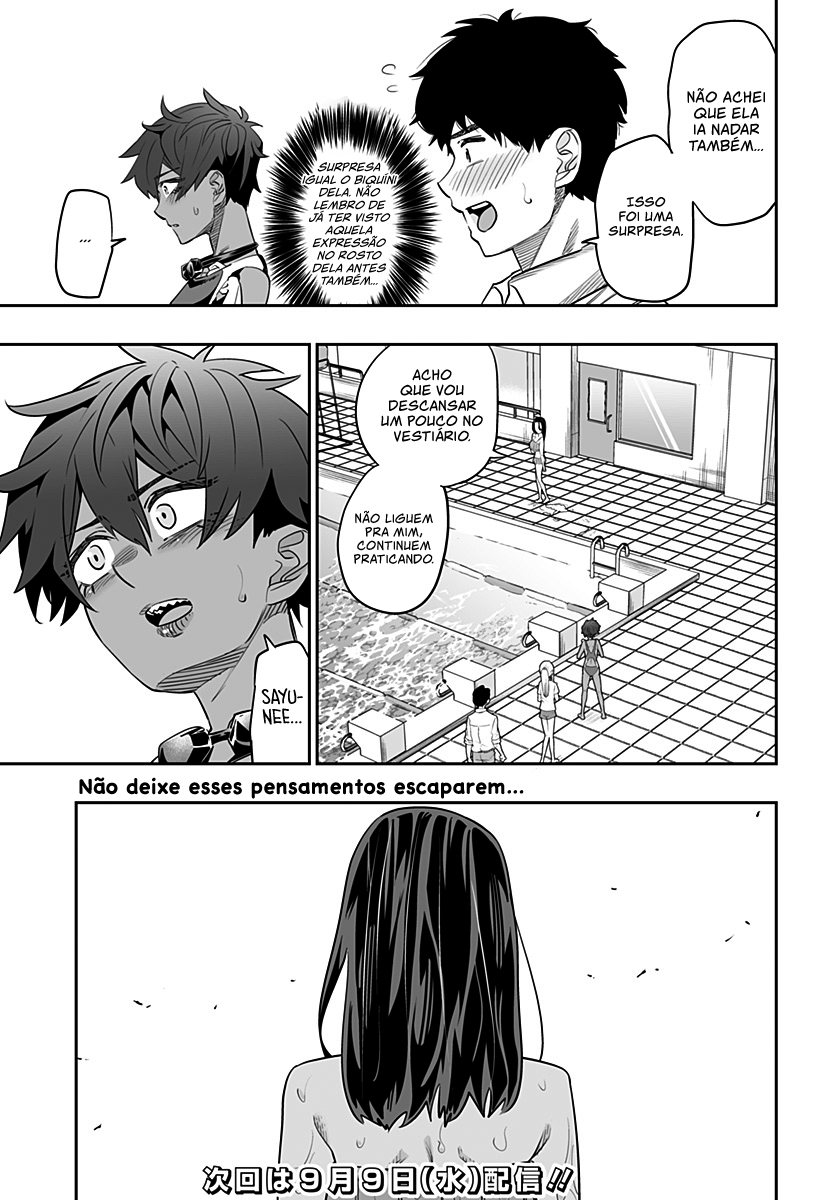 NÃO ACHEI
QUE ELA
IA NADAR
TAMBÉM...
ISSO
FOI UMA
SURPRESA.
SURPRESA
IGUAL O BIQUÍNI
DELA. NÃO
LEMBRO DE
JÁ TER VISTO
AQUELA
EXPRESSÃO
NO ROSTO
DELA ANTES
TAMBÉM...
...
ACHO
QUE VOU
DESCANSAR
UM POUCO NO
VESTIÁRIO.
NÃO LIGUEM
PRA MIM,
CONTINUEM
PRATICANDO.
SAYU-
NEE...
Não deixe esses pensamentos escaparem...
次回は9月9日(水)配信!!